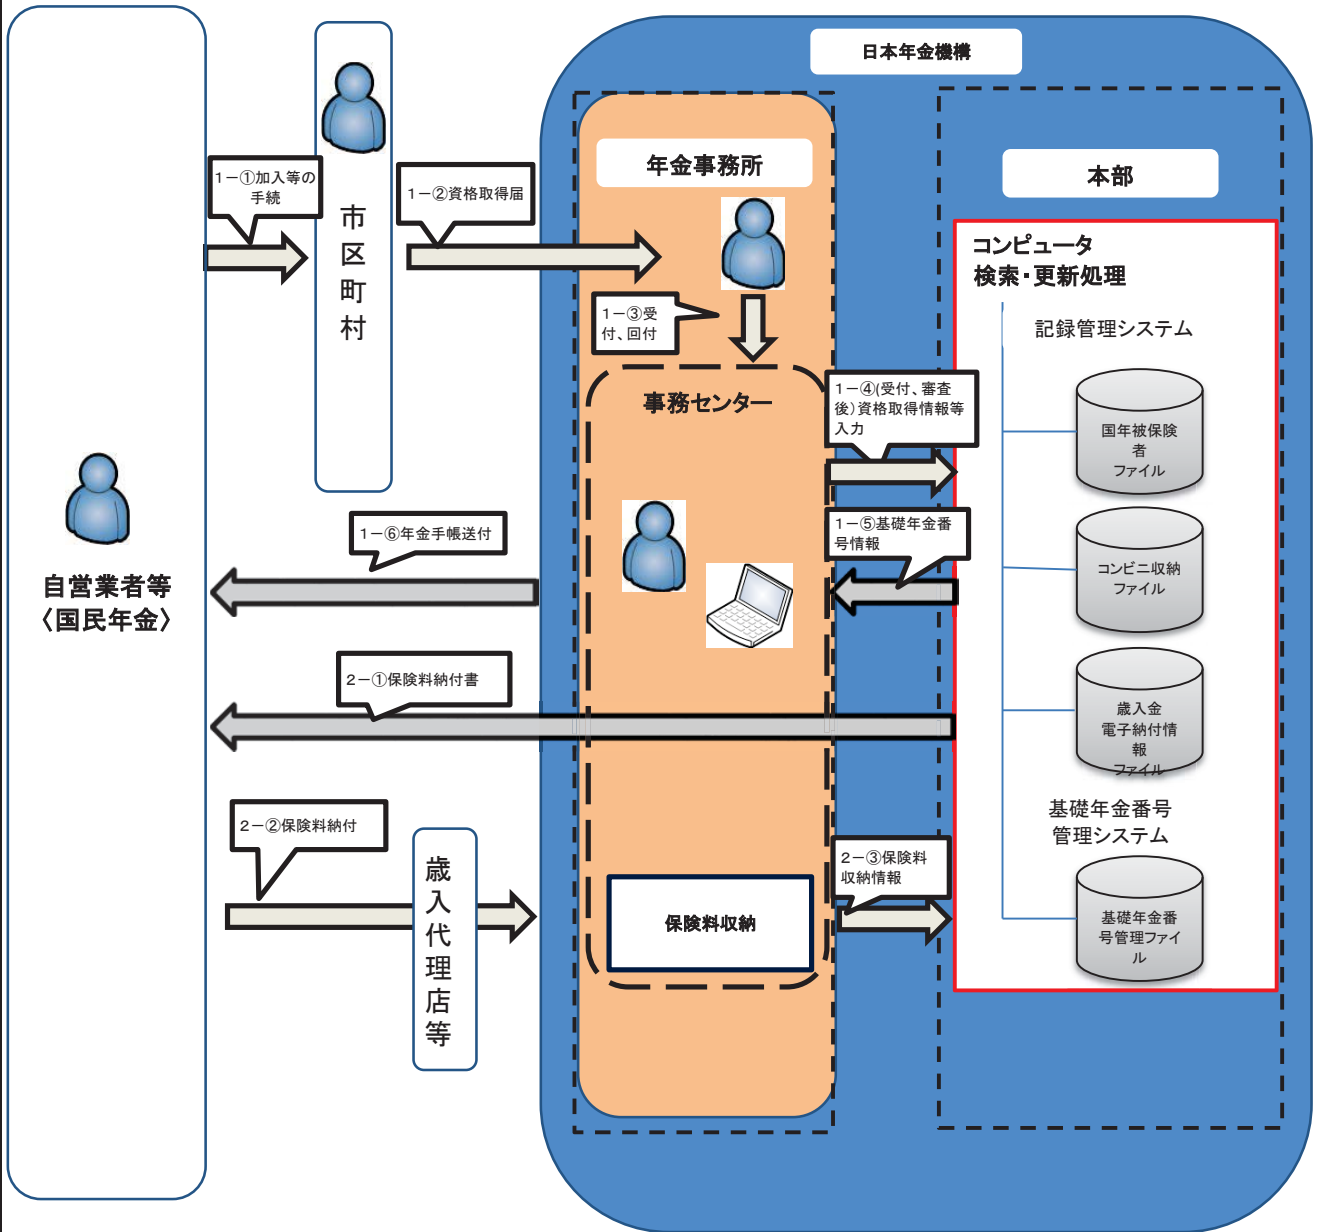 日本年金機構
年金事務所
本部
1－①加入等の
手続
市
区
町
村
1－②資格取得届
1－③受
付、回付
コンピュータ
検索・更新処理
記録管理システム
事務センター
1－④(受付、審査
後）資格取得情報等
入力
国年被保険
者
ファイル
1－⑤基礎年金番
号情報
1－⑥年金手帳送付
コンビニ収納
ファイル
自営業者等
〈国民年金〉
2－①保険料納付書
歳入金
電子納付情
報
ファイル
基礎年金番号
管理システム
2－②保険料納付
歳
入
代
理
店
等
2－③保険料
収納情報
保険料収納
基礎年金番
号管理ファイ
ル